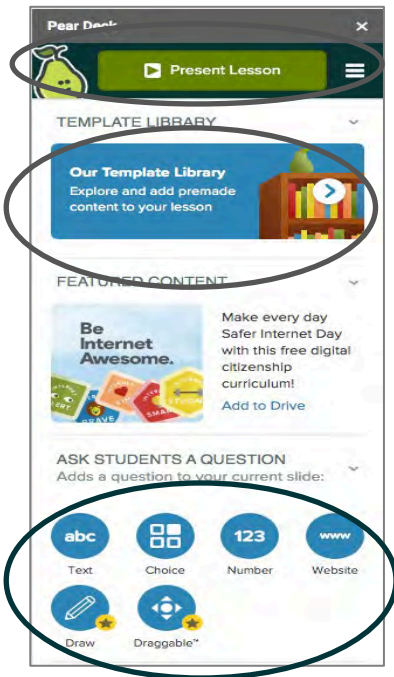 Pear Deck
Present Lesson
TEMPLATE LIBRARY
Our Template Library
Explore and add premade
content to your lesson
FEATURED CONTENT
Be
Internet
Awesome.
Make every day
Safer Internet Day
with this free digital
citizenship
curriculum!
Add to Drive
ASK STUDENTS A QUESTION
Adds a question to your current slide:
abc
123
www
Text
Choice
Number
Website
Draw
Draggable™